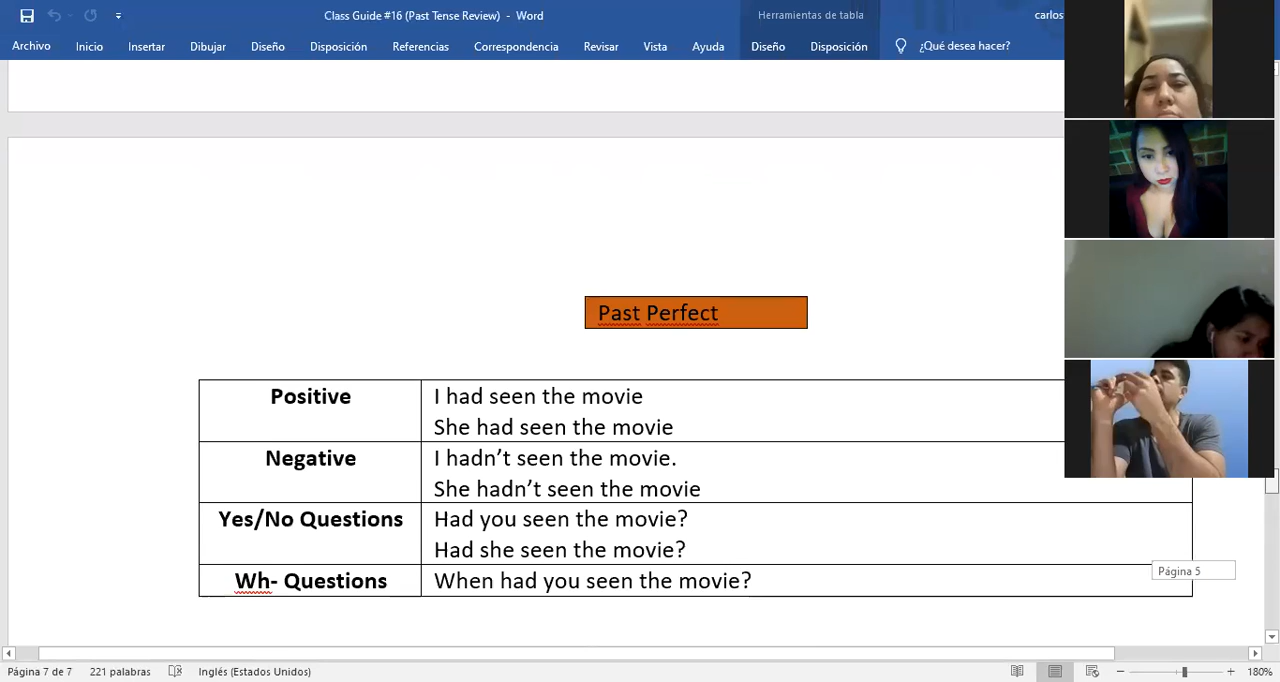 Class Guide #16 (Past Tense Review) - Word
Herramientas de tabla
carlos
Archivo Inicio Insertar Dibujar Diseño Disposición Referencias Correspondencia Revisar Vista Ayuda Diseño Disposición ¿Qué desea hacer?
Past Perfect
Positive
I had seen the movie
She had seen the movie
Negative
I hadn’t seen the movie.
She hadn’t seen the movie
Yes/No Questions
Had you seen the movie?
Had she seen the movie?
Wh- Questions
When had you seen the movie?
Página 5
Página 7 de 7 221 palabras Inglés (Estados Unidos) 180%